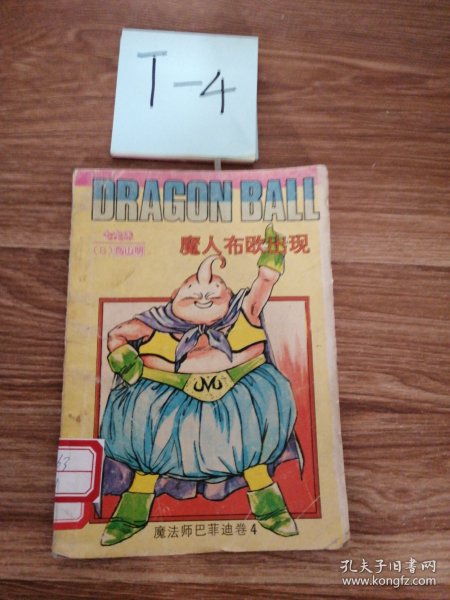 T-4
DRAGON BALL
七龙珠
(日)鸟山明
魔人布欧出现
M
63
魔法师巴菲迪卷4
孔夫子旧书网
www.kongfz.com